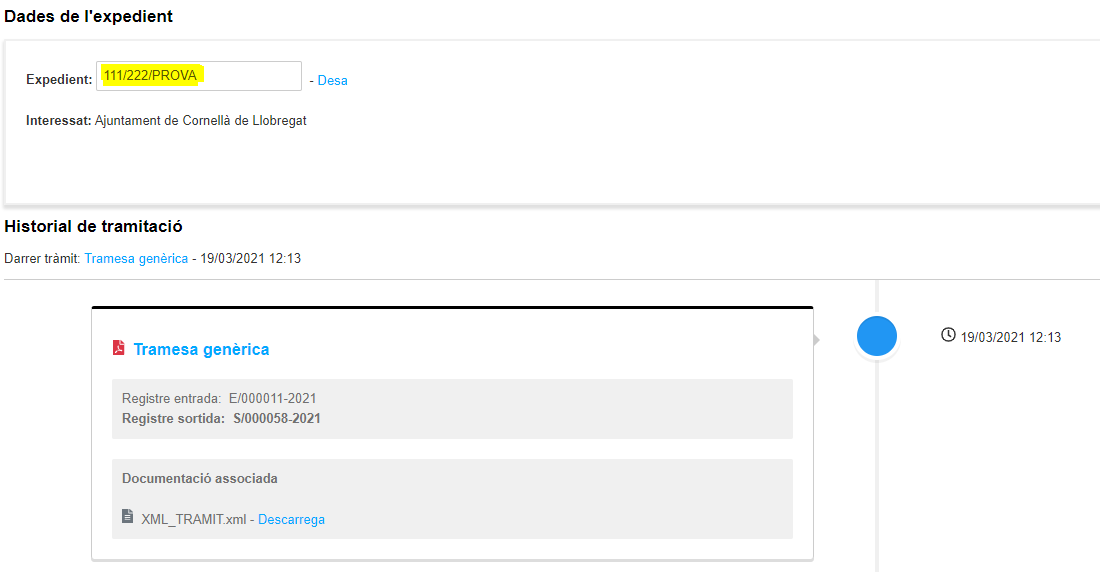 Dades de l'expedient
Expedient: 111/222/PROVA - Desa
Interessat: Ajuntament de Cornellà de Llobregat
Historial de tramitació
Darrer tràmit: Tramesa genèrica - 19/03/2021 12:13
Tramesa genèrica
19/03/2021 12:13
Registre entrada: E/000011-2021
Registre sortida: S/000058-2021
Documentació associada
XML_TRAMIT.xml - Descarrega